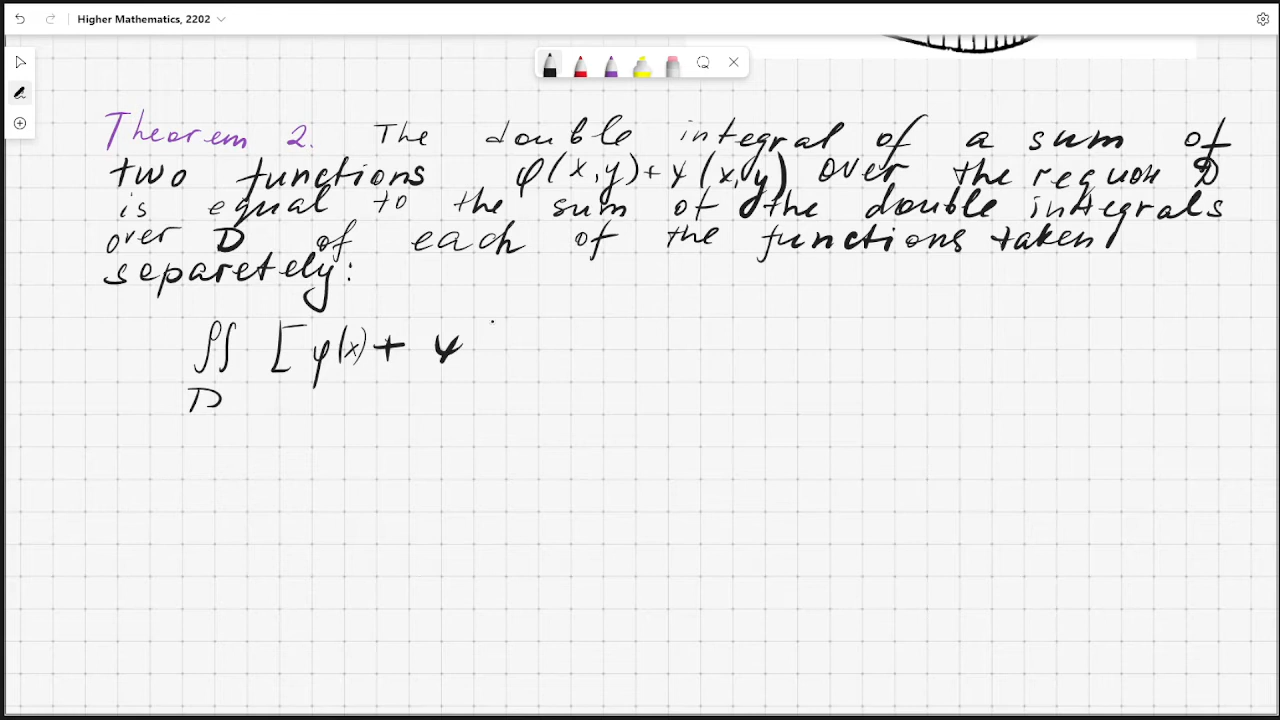 Higher Mathematics, 2202
Theorem 2. The double integral of a sum of
two functions φ(x,y)+ψ(x,y) over the region D
is equal to the sum of the double integrals
over D of each of the functions taken
separetely:
∬ [φ(x)+ ψ
D